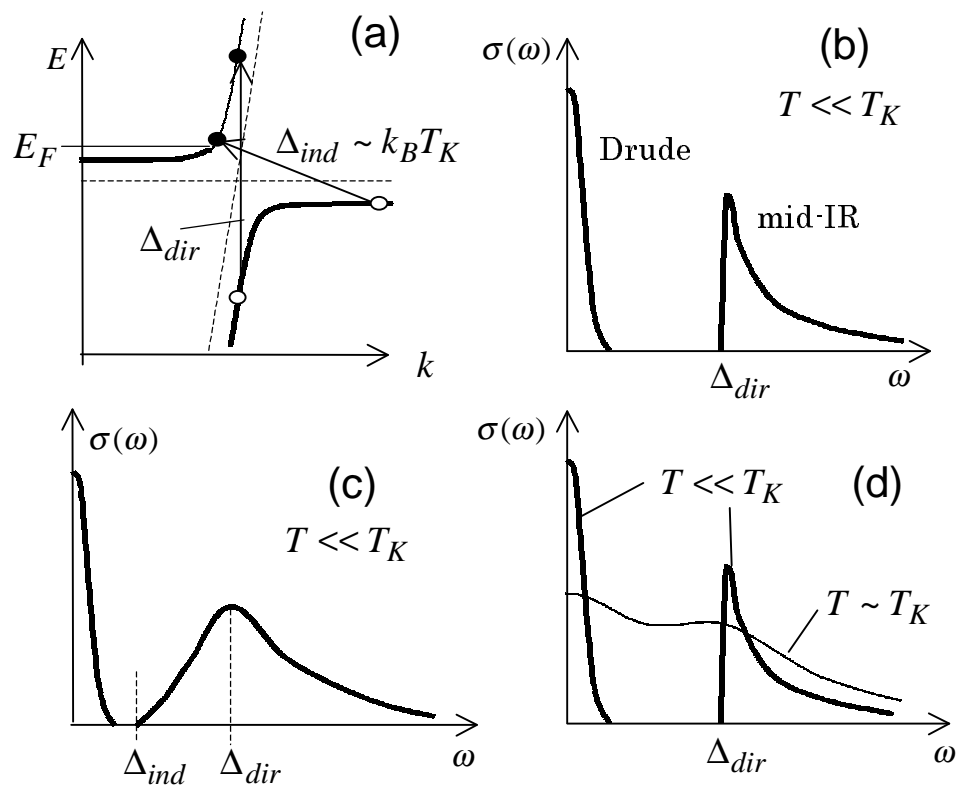 (a)
E
E_F
Δ_ind ~ k_B T_K
Δ_dir
k
(b)
σ(ω)
T << T_K
Drude
mid-IR
Δ_dir
ω
(c)
σ(ω)
T << T_K
Δ_ind
Δ_dir
ω
(d)
σ(ω)
T << T_K
T ~ T_K
Δ_dir
ω